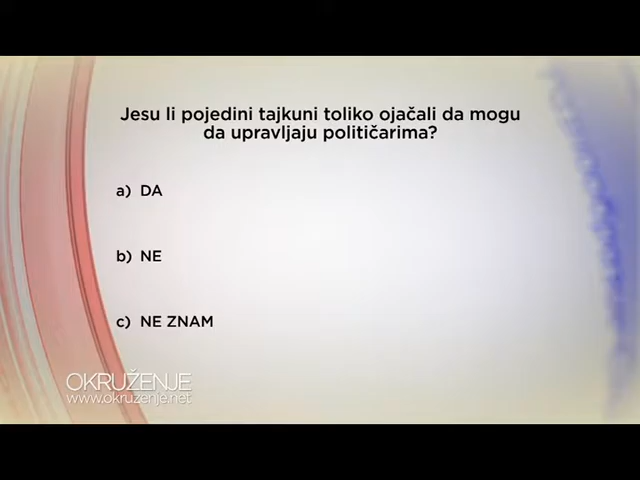 Jesu li pojedini tajkuni toliko ojačali da mogu
da upravljaju političarima?
a) DA
b) NE
c) NE ZNAM
OKRUŽENJE
www.okruzenje.net